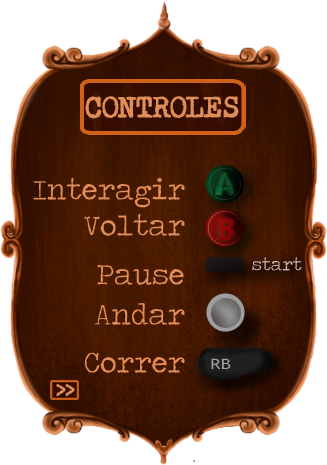 CONTROLES
Interagir A
Voltar B
Pause start
Andar
Correr RB
>>